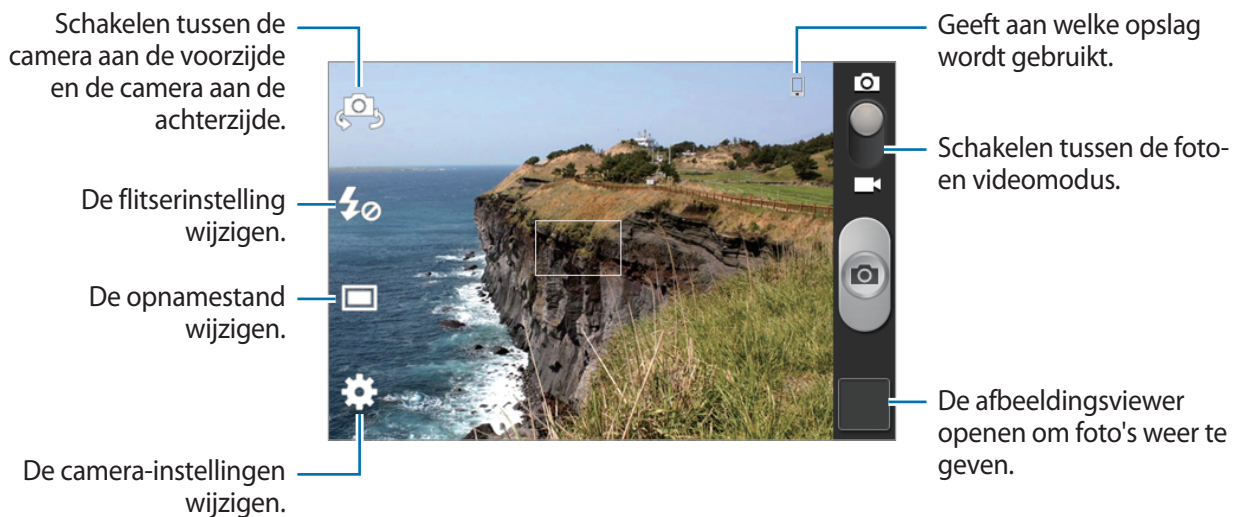 Schakelen tussen de
camera aan de voorzijde
en de camera aan de
achterzijde.
De flitserinstelling
wijzigen.
De opnamestand
wijzigen.
De camera-instellingen
wijzigen.
Geeft aan welke opslag
wordt gebruikt.
Schakelen tussen de foto-
en videomodus.
De afbeeldingsviewer
openen om foto's weer te
geven.